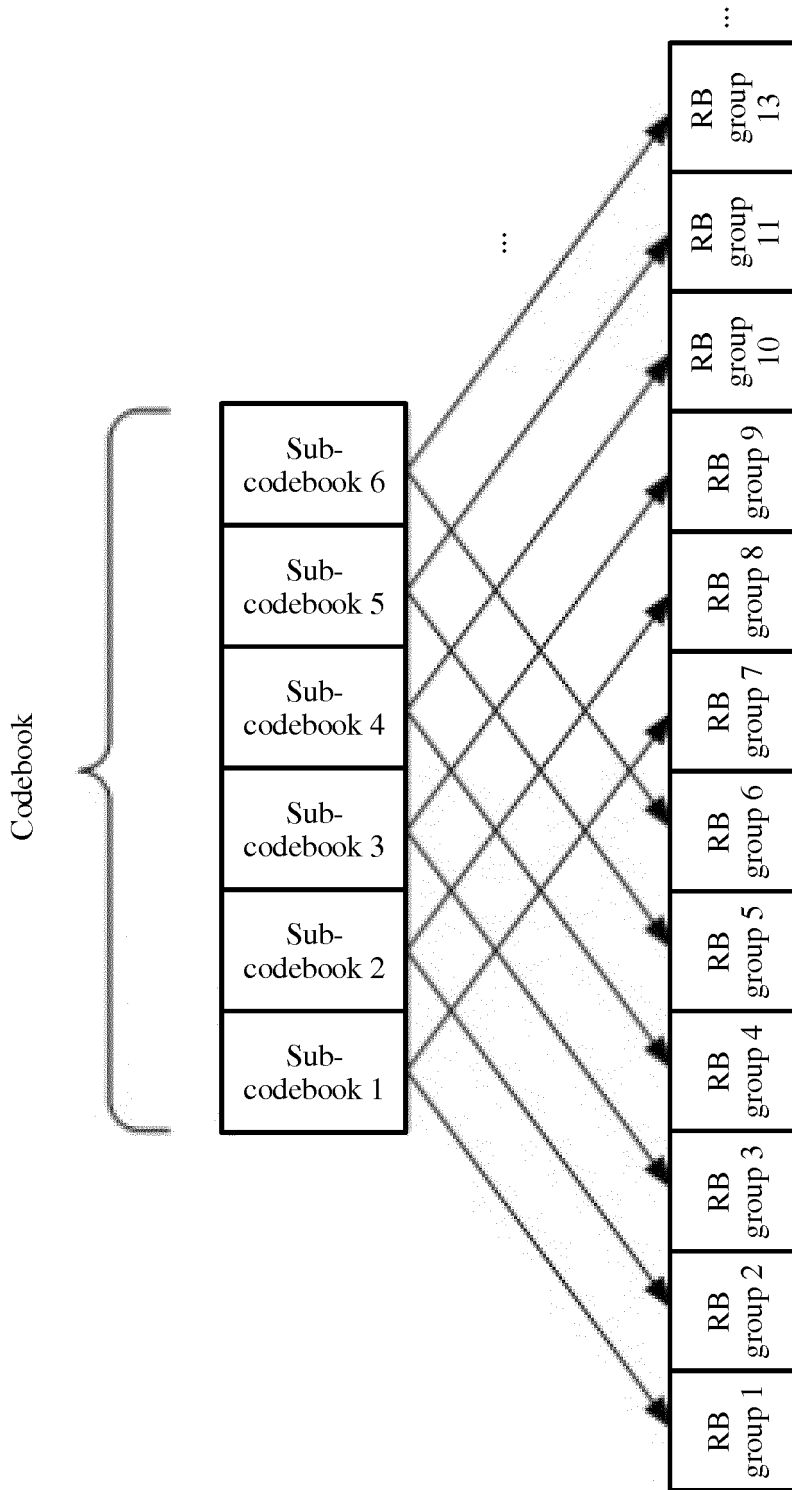 Codebook
Sub-
codebook 6
Sub-
codebook 5
Sub-
codebook 4
Sub-
codebook 3
Sub-
codebook 2
Sub-
codebook 1
...
...
RB
group
13
RB
group
11
RB
group
10
RB
group 9
RB
group 8
RB
group 7
RB
group 6
RB
group 5
RB
group 4
RB
group 3
RB
group 2
RB
group 1